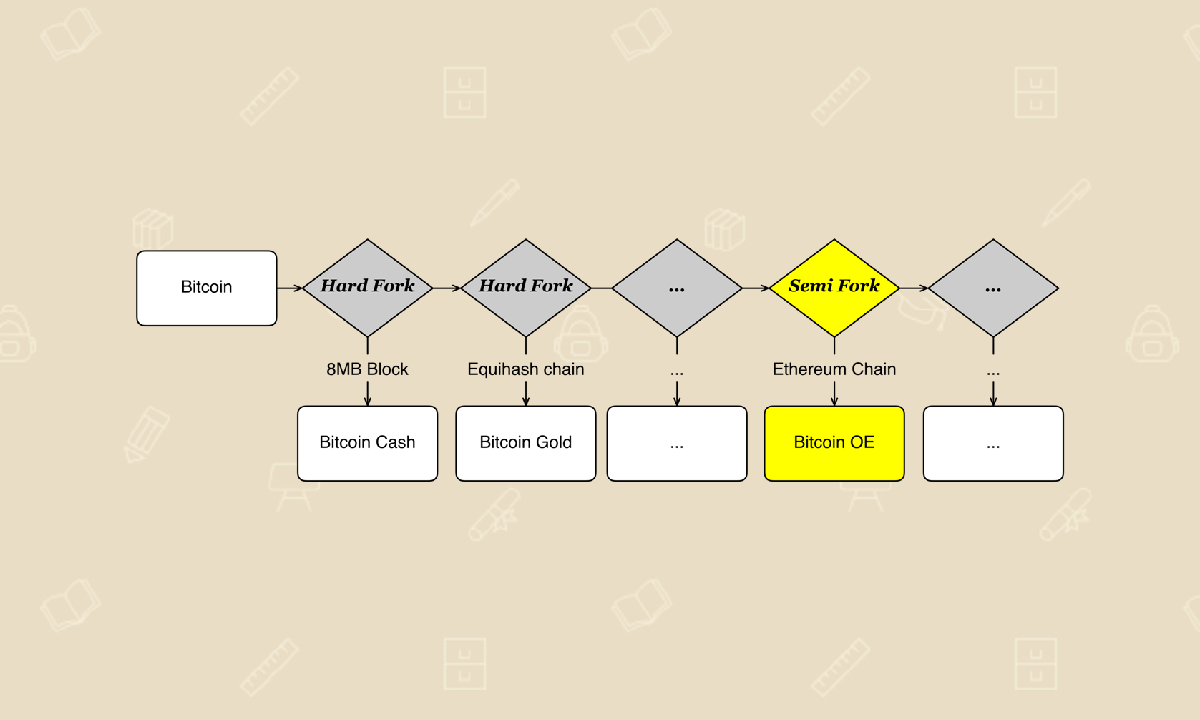 Bitcoin
Hard Fork
Hard Fork
...
Semi Fork
...
8MB Block
Equihash chain
...
Ethereum Chain
...
Bitcoin Cash
Bitcoin Gold
...
Bitcoin OE
...